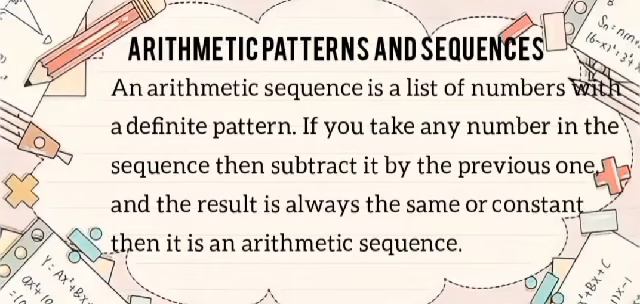 ARITHMETIC PATTERNS AND SEQUENCES
An arithmetic sequence is a list of numbers with
a definite pattern. If you take any number in the
sequence then subtract it by the previous one,
and the result is always the same or constant
then it is an arithmetic sequence.